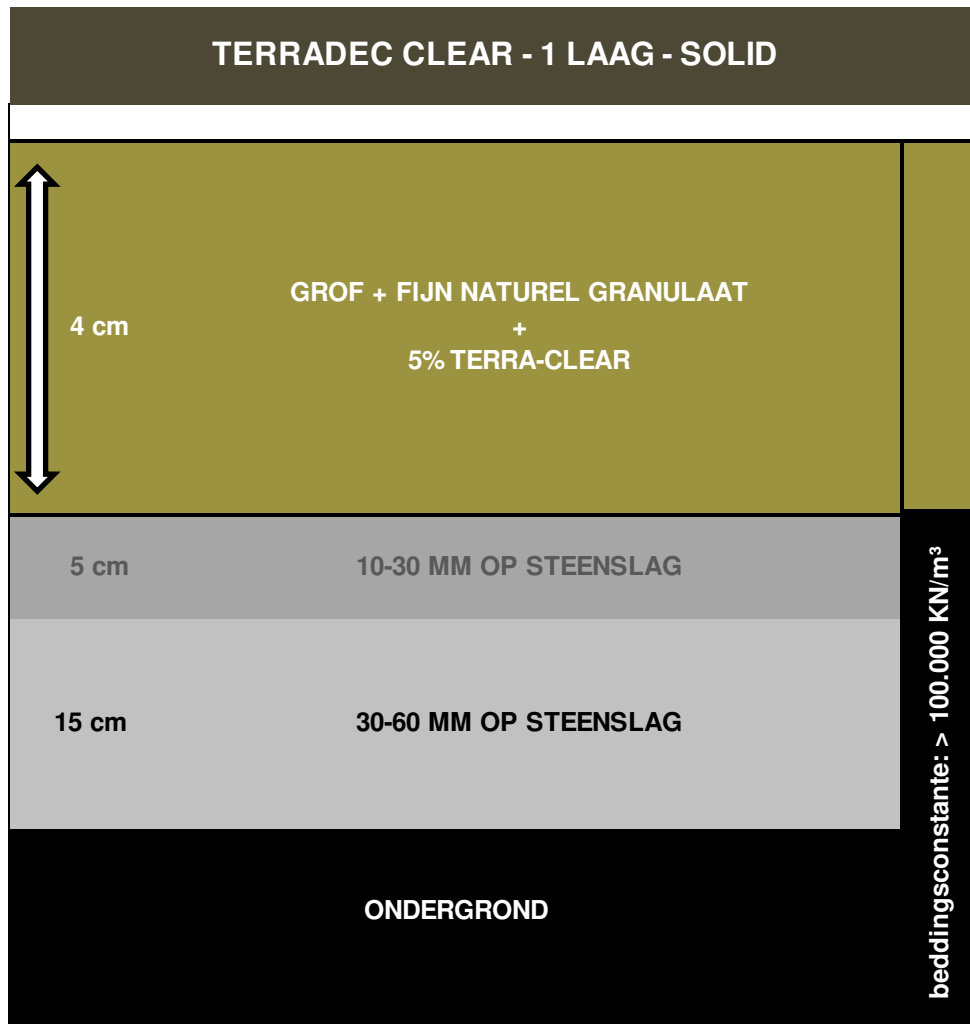 TERRADEC CLEAR - 1 LAAG - SOLID
4 cm
GROF + FIJN NATUREL GRANULAAT
+
5% TERRA-CLEAR
5 cm
10-30 MM OP STEENSLAG
15 cm
30-60 MM OP STEENSLAG
ONDERGROND
beddingsconstante: > 100.000 KN/m³